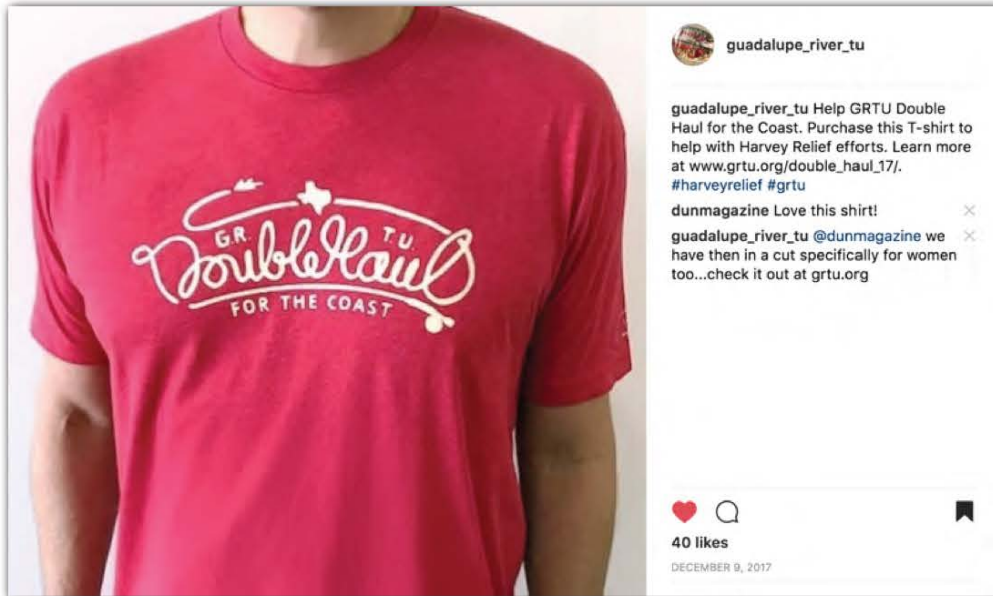 G.R. T.U.
Double Haul
FOR THE COAST
guadalupe_river_tu
guadalupe_river_tu Help GRTU Double
Haul for the Coast. Purchase this T-shirt to
help with Harvey Relief efforts. Learn more
at www.grtu.org/double_haul_17/.
#harveyrelief #grtu
dunmagazine Love this shirt!
guadalupe_river_tu @dunmagazine we
have then in a cut specifically for women
too...check it out at grtu.org
40 likes
DECEMBER 9, 2017